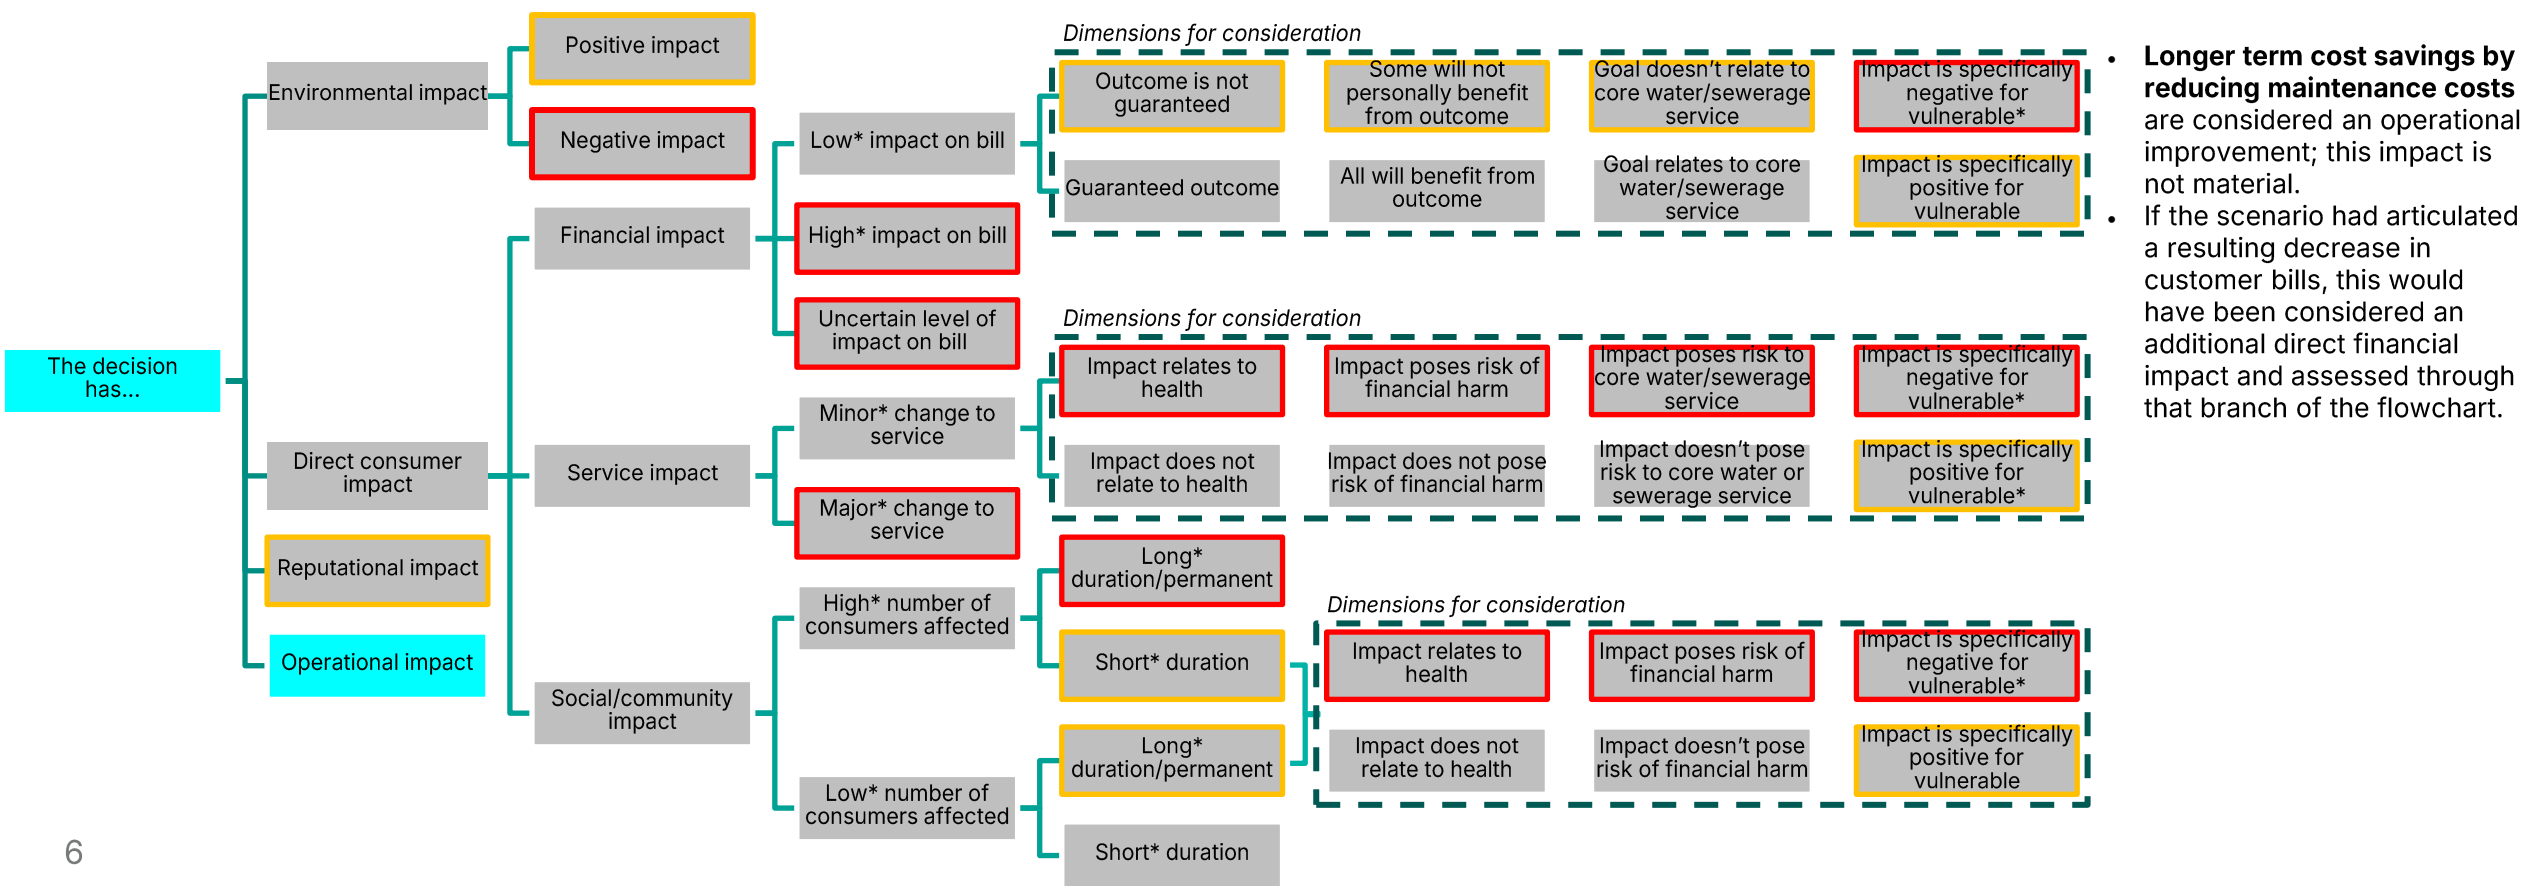 The decision
has...
Environmental impact
Direct consumer
impact
Reputational impact
Operational impact
Positive impact
Negative impact
Financial impact
Service impact
Social/community
impact
Low* impact on bill
High* impact on bill
Uncertain level of
impact on bill
Minor* change to
service
Major* change to
service
High* number of
consumers affected
Low* number of
consumers affected
Dimensions for consideration
Outcome is not
guaranteed
Some will not
personally benefit
from outcome
Goal doesn't relate to
core water/sewerage
service
Impact is specifically
negative for
vulnerable*
Guaranteed outcome
All will benefit from
outcome
Goal relates to core
water/sewerage
service
Impact is specifically
positive for
vulnerable
Dimensions for consideration
Impact relates to
health
Impact poses risk of
financial harm
Impact poses risk to
core water/sewerage
service
Impact is specifically
negative for
vulnerable*
Impact does not
relate to health
Impact does not pose
risk of financial harm
Impact doesn't pose
risk to core water or
sewerage service
Impact is specifically
positive for
vulnerable*
Long*
duration/permanent
Short* duration
Long*
duration/permanent
Short* duration
Dimensions for consideration
Impact relates to
health
Impact poses risk of
financial harm
Impact is specifically
negative for
vulnerable*
Impact does not
relate to health
Impact doesn't pose
risk of financial harm
Impact is specifically
positive for
vulnerable
• Longer term cost savings by
reducing maintenance costs
are considered an operational
improvement; this impact is
not material.
• If the scenario had articulated
a resulting decrease in
customer bills, this would
have been considered an
additional direct financial
impact and assessed through
that branch of the flowchart.
6